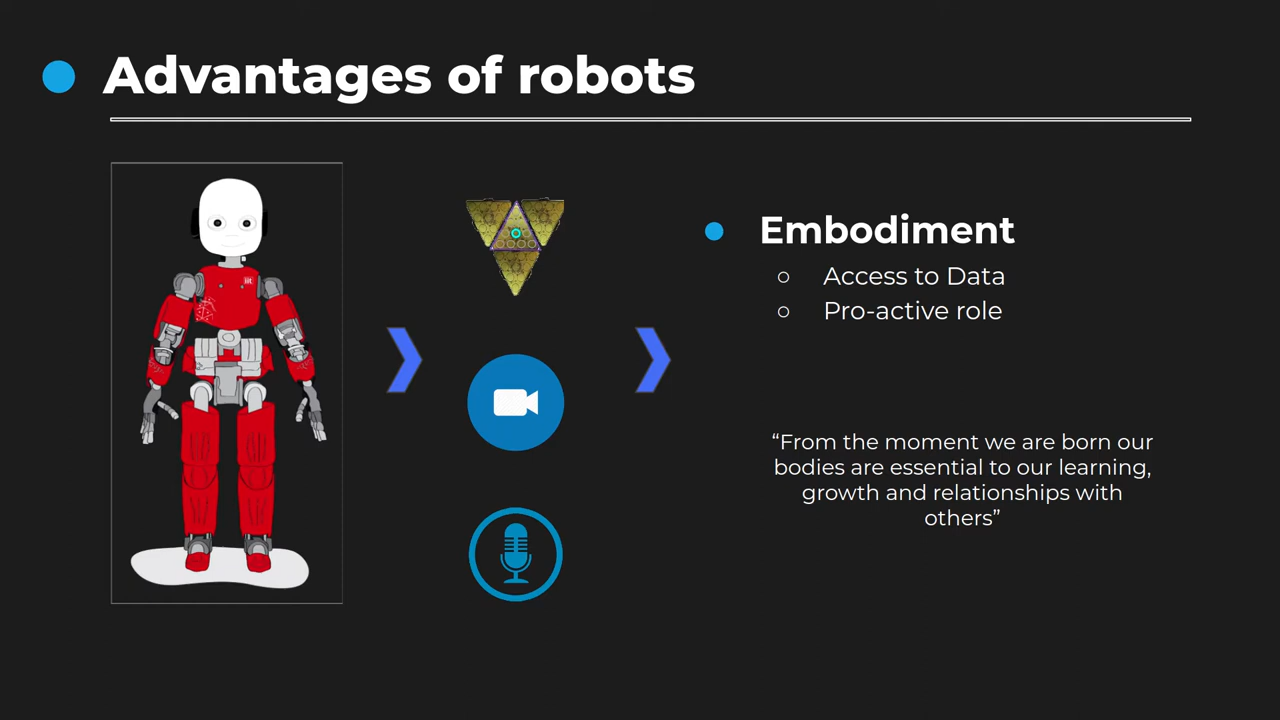 Advantages of robots
Embodiment
Access to Data
Pro-active role
“From the moment we are born our
bodies are essential to our learning,
growth and relationships with
others”